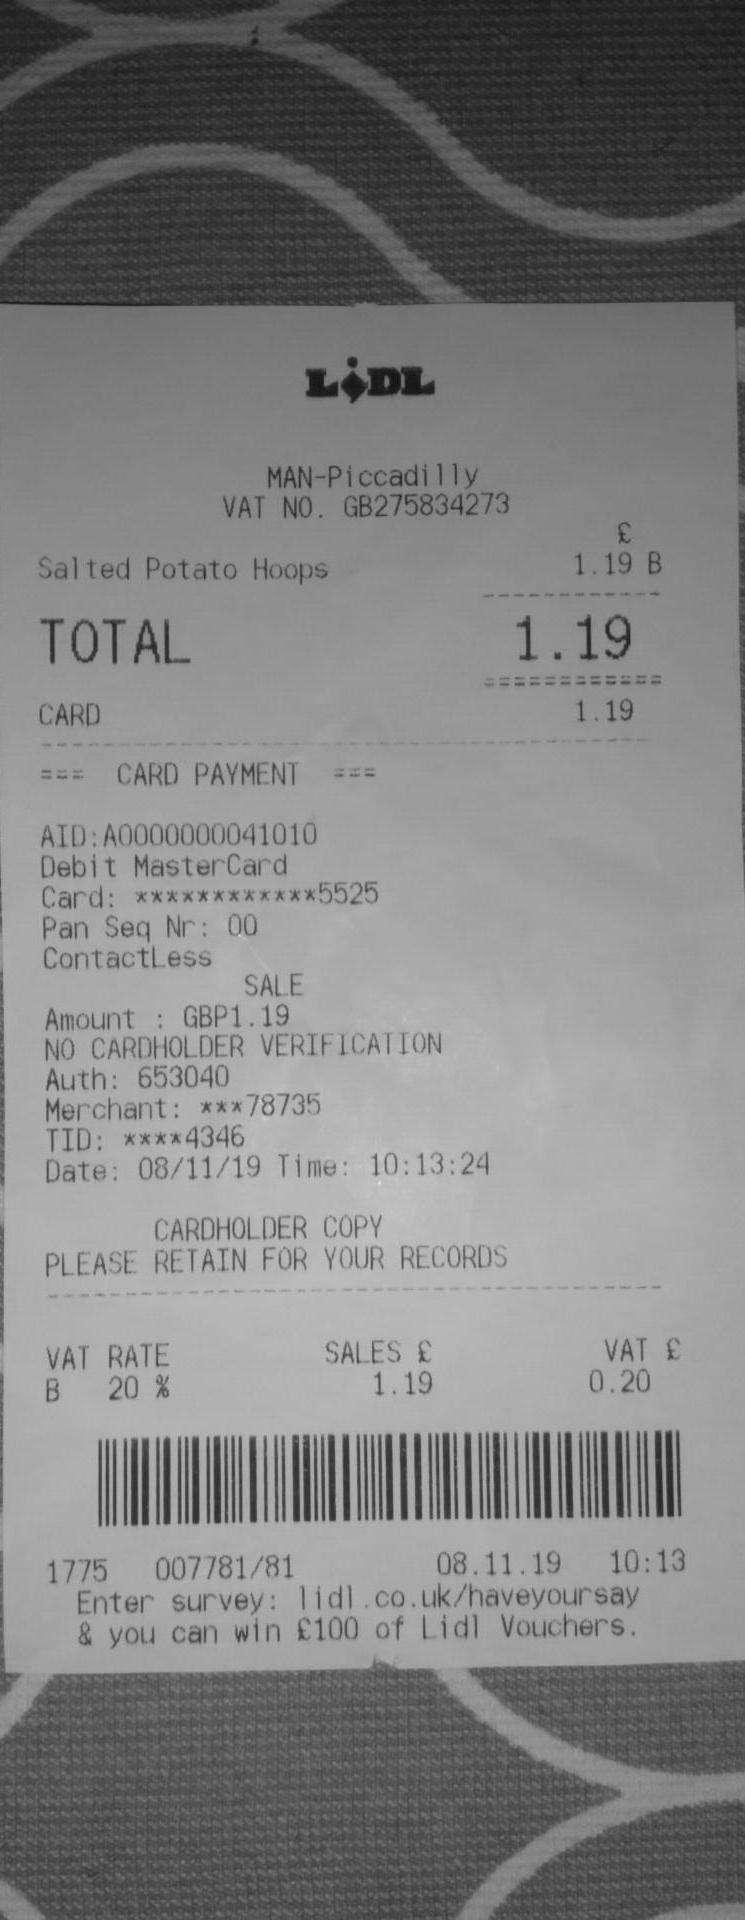 LiDL
MAN-Piccadilly
VAT NO. GB275834273
£
Salted Potato Hoops 1.19 B
------------
TOTAL 1.19
============
CARD 1.19
----------------------------------------
=== CARD PAYMENT ===
AID:A0000000041010
Debit MasterCard
Card: ************5525
Pan Seq Nr: 00
ContactLess
SALE
Amount : GBP1.19
NO CARDHOLDER VERIFICATION
Auth: 653040
Merchant: ***78735
TID: ****4346
Date: 08/11/19 Time: 10:13:24
CARDHOLDER COPY
PLEASE RETAIN FOR YOUR RECORDS
----------------------------------------
VAT RATE SALES £ VAT £
B 20 % 1.19 0.20
1775 007781/81 08.11.19 10:13
Enter survey: lidl.co.uk/haveyoursay
& you can win £100 of Lidl Vouchers.